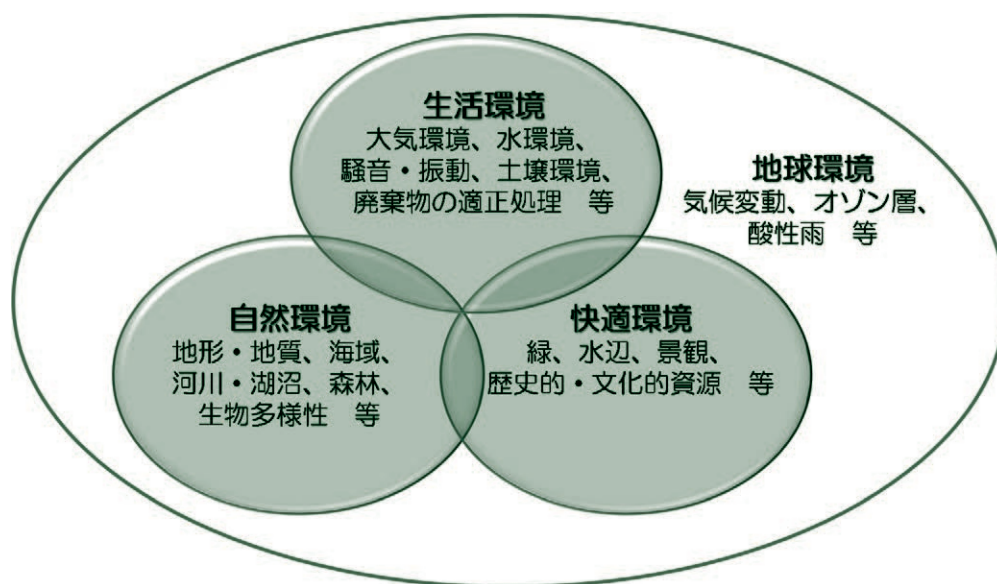 生活環境
大気環境、水環境、
騒音・振動、土壌環境、
廃棄物の適正処理　等
地球環境
気候変動、オゾン層、
酸性雨　等
自然環境
地形・地質、海域、
河川・湖沼、森林、
生物多様性　等
快適環境
緑、水辺、景観、
歴史的・文化的資源　等